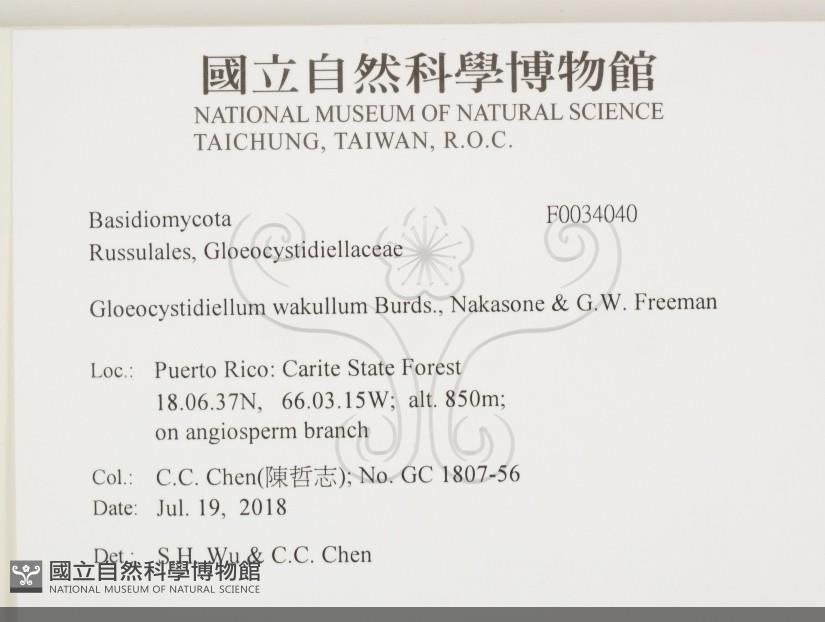 國立自然科學博物館
NATIONAL MUSEUM OF NATURAL SCIENCE
TAICHUNG, TAIWAN, R.O.C.
Basidiomycota F0034040
Russulales, Gloeocystidiellaceae
Gloeocystidiellum wakullum Burds., Nakasone & G.W. Freeman
Loc.: Puerto Rico: Carite State Forest
18.06.37N, 66.03.15W; alt. 850m;
on angiosperm branch
Col.: C.C. Chen(陳哲志); No. GC 1807-56
Date: Jul. 19, 2018
Det.: S.H. Wu & C.C. Chen
國立自然科學博物館
NATIONAL MUSEUM OF NATURAL SCIENCE